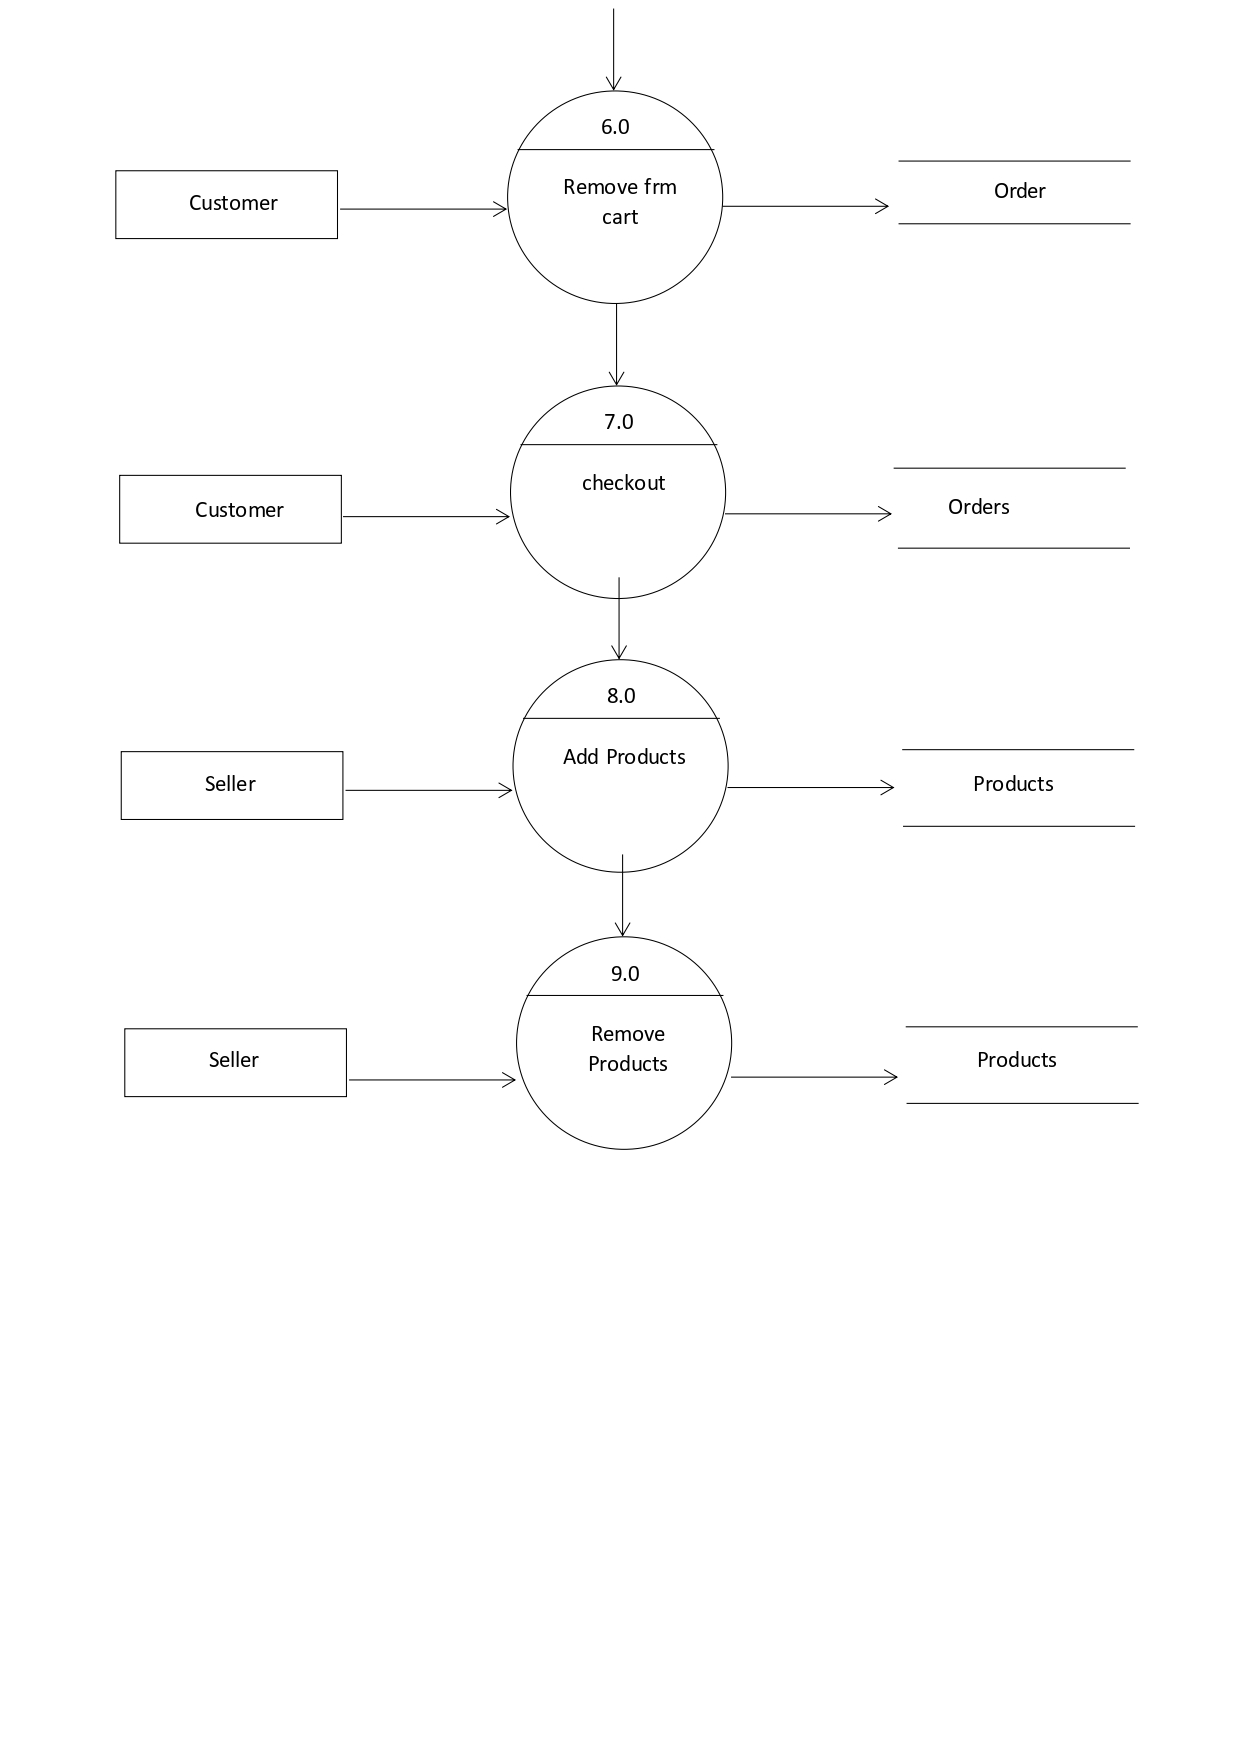 6.0
Customer
Remove frm
cart
Order
7.0
Customer
checkout
Orders
8.0
Seller
Add Products
Products
9.0
Seller
Remove
Products
Products